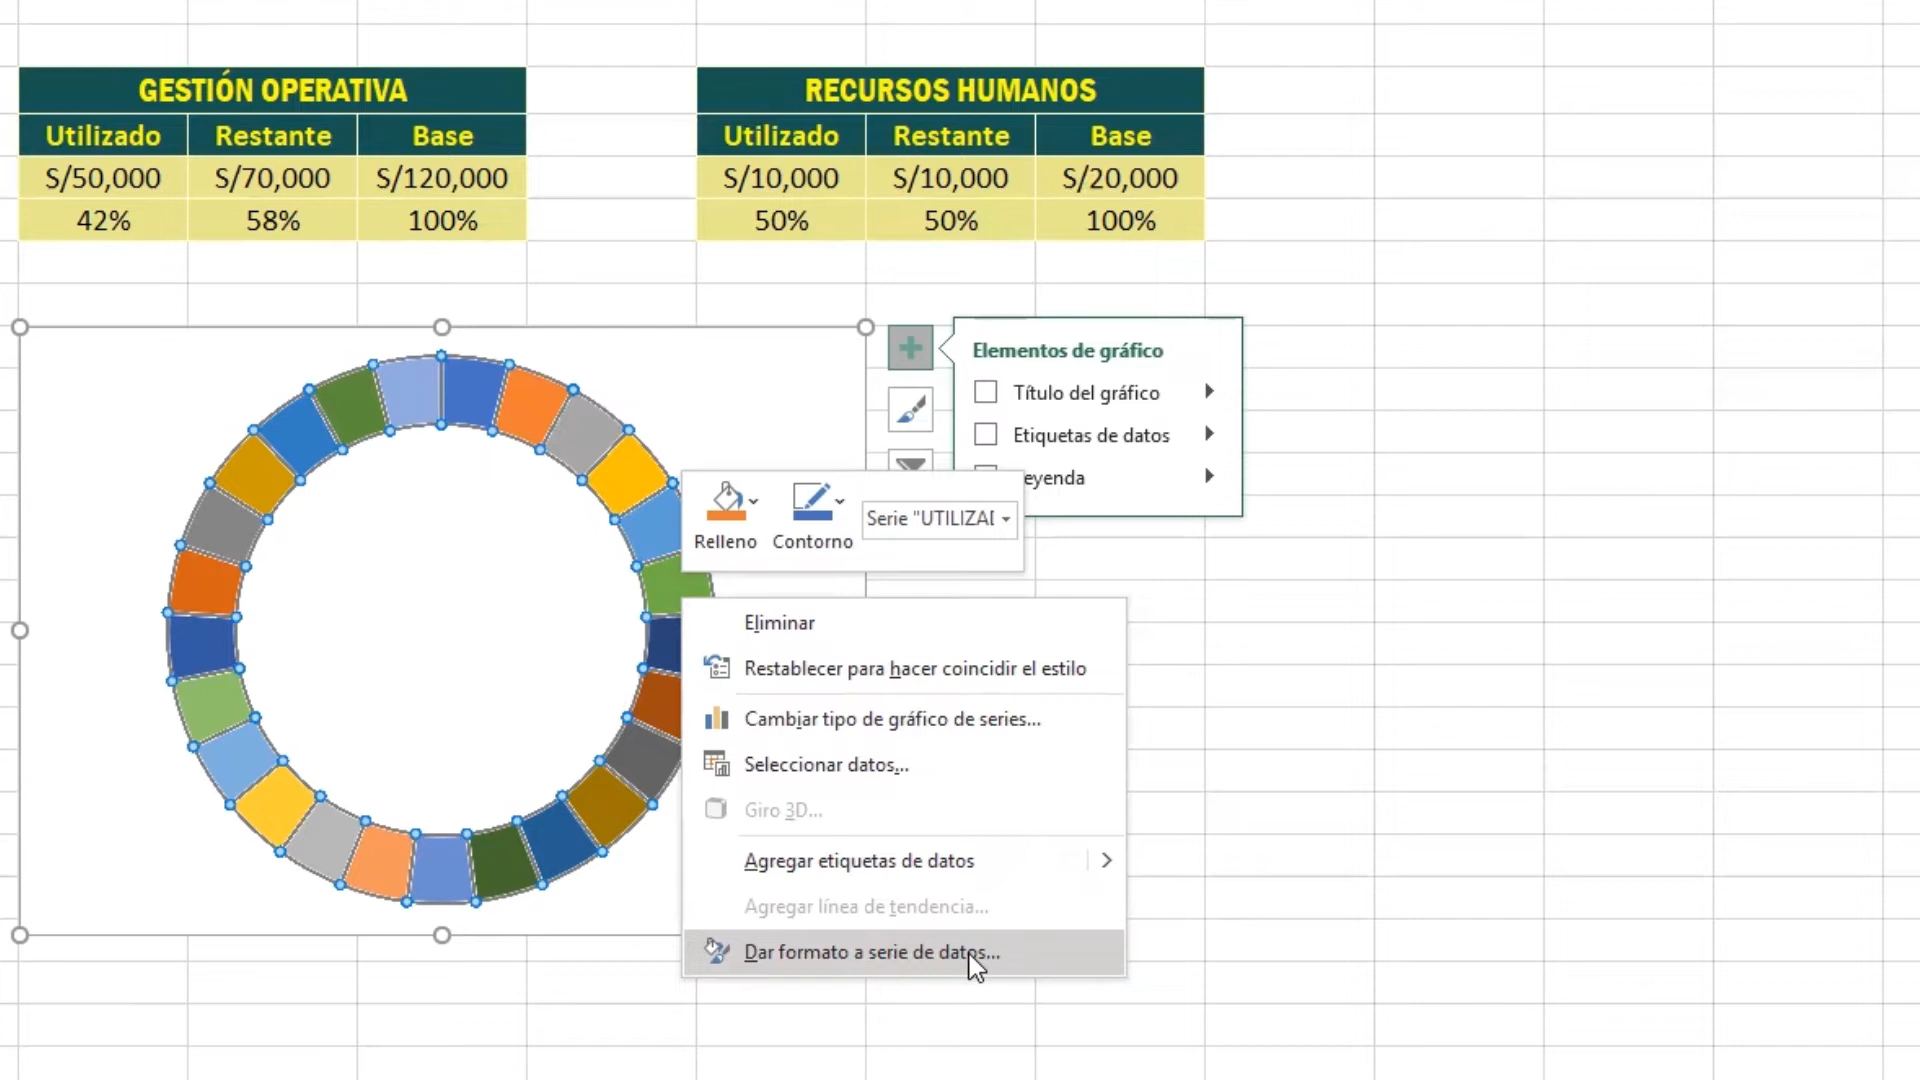 GESTIÓN OPERATIVA
Utilizado Restante Base
S/50,000 S/70,000 S/120,000
42% 58% 100%
RECURSOS HUMANOS
Utilizado Restante Base
S/10,000 S/10,000 S/20,000
50% 50% 100%
Elementos de gráfico
Título del gráfico
Etiquetas de datos
eyenda
Relleno
Contorno
Serie "UTILIZAD
Eliminar
Restablecer para hacer coincidir el estilo
Cambiar tipo de gráfico de series...
Seleccionar datos...
Giro 3D...
Agregar etiquetas de datos
Agregar línea de tendencia...
Dar formato a serie de datos...